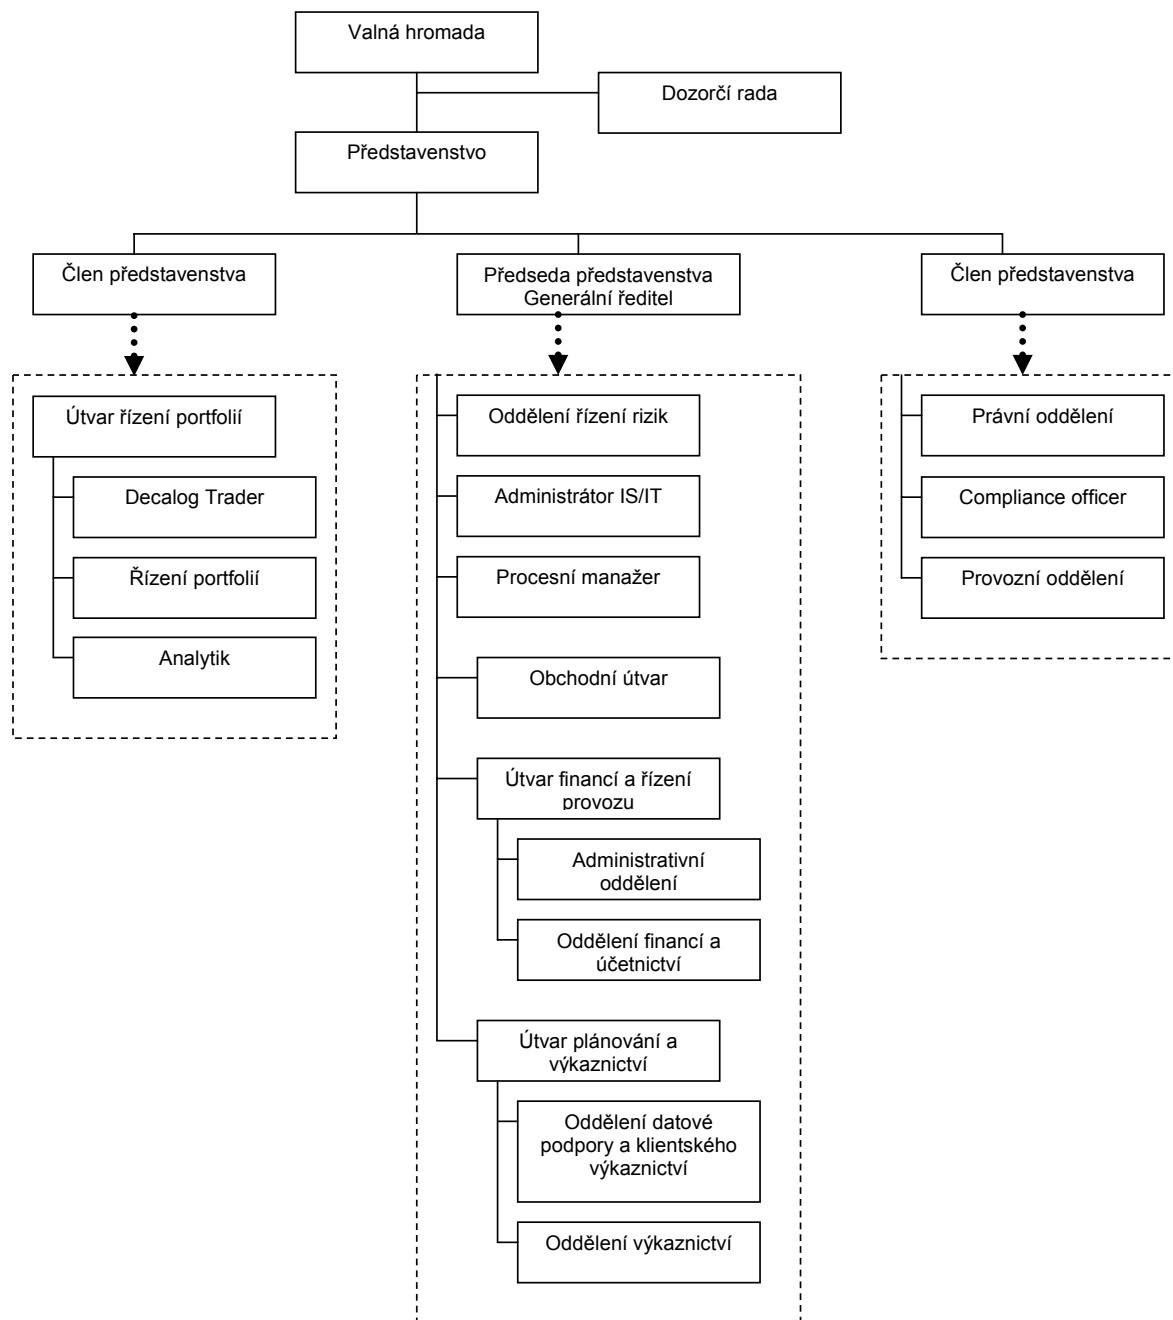 Valná hromada
Dozorčí rada
Představenstvo
Člen představenstva
Předseda představenstva
Generální ředitel
Člen představenstva
Útvar řízení portfolií
Decalog Trader
Řízení portfolií
Analytik
Oddělení řízení rizik
Administrátor IS/IT
Procesní manažer
Obchodní útvar
Útvar financí a řízení
provozu
Administrativní
oddělení
Oddělení financí a
účetnictví
Útvar plánování a
výkaznictví
Oddělení datové
podpory a klientského
výkaznictví
Oddělení výkaznictví
Právní oddělení
Compliance officer
Provozní oddělení